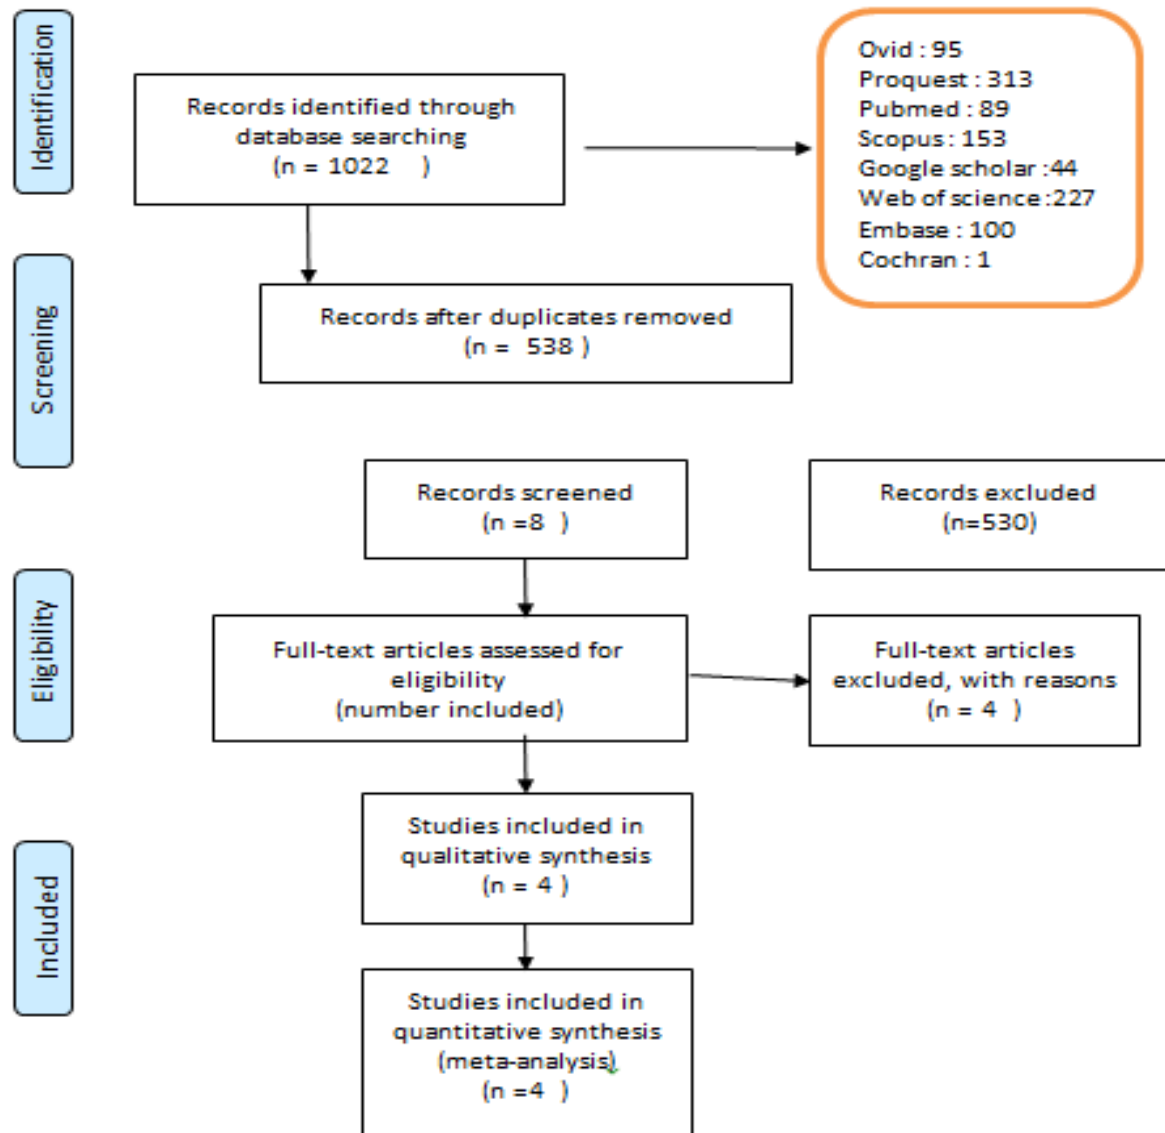 Identification
Records identified through
database searching
(n = 1022    )
Ovid : 95
Proquest : 313
Pubmed : 89
Scopus : 153
Google scholar :44
Web of science :227
Embase : 100
Cochran : 1
Screening
Records after duplicates removed
(n =  538 )
Records screened
(n =8  )
Records excluded
(n=530)
Eligibility
Full-text articles assessed for
eligibility
(number included)
Full-text articles
excluded, with reasons
(n = 4  )
Included
Studies included in
qualitative synthesis
(n = 4 )
Studies included in
quantitative synthesis
(meta-analysis)
(n =4  )